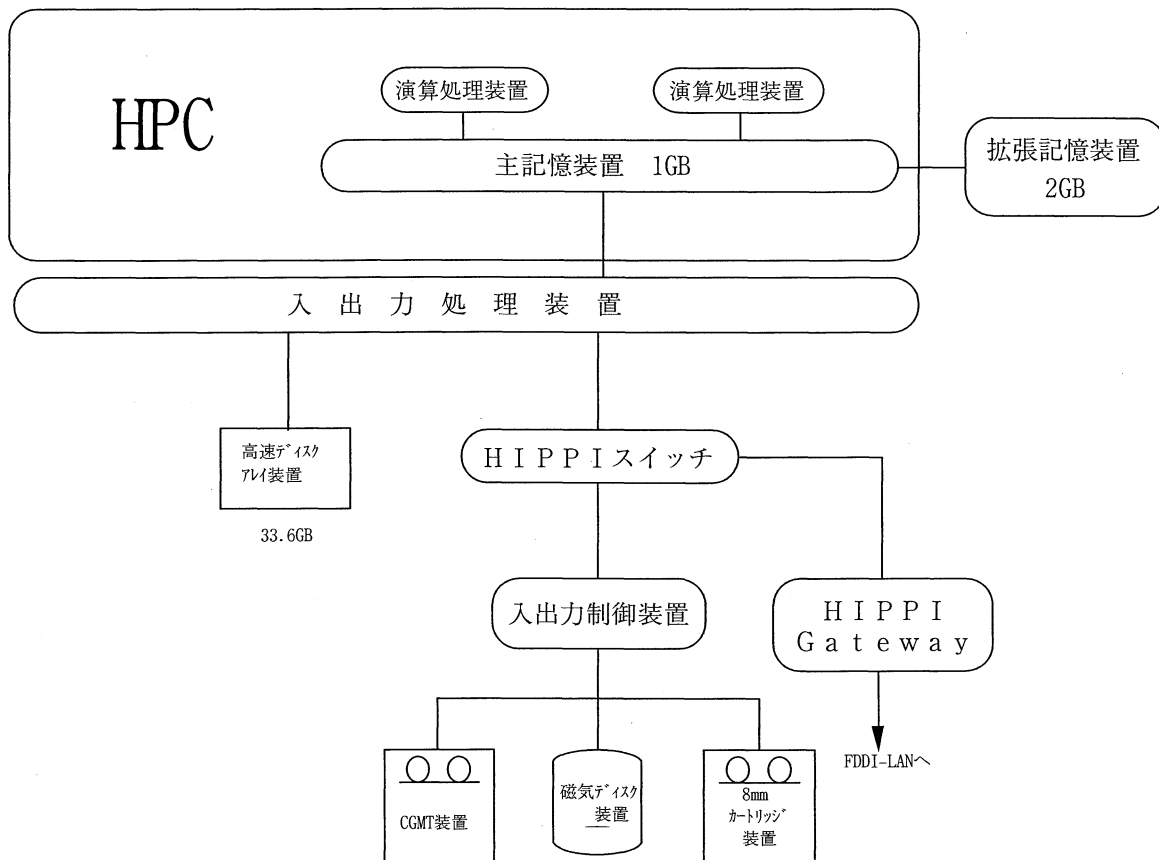 HPC
演算処理装置
演算処理装置
主記憶装置 1GB
拡張記憶装置
2GB
入出力処理装置
高速ディスク
アレイ装置
33.6GB
HIPPIスイッチ
入出力制御装置
HIPPI
Gateway
FDDI-LANへ
CGMT装置
磁気ディスク
装置
8mm
カートリッジ
装置